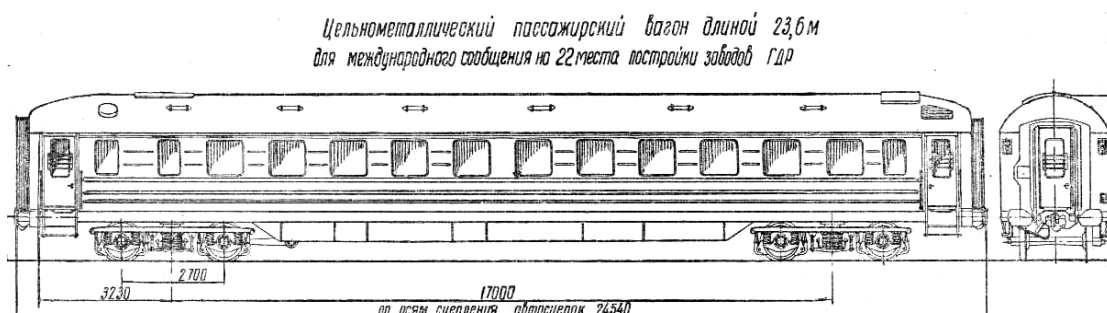 Цельнометаллический пассажирский вагон длиной 23,6 м
для международного сообщения на 22 места постройки заводов ГДР
2700
3230
17000
по осям сцепления автосцепок 24540